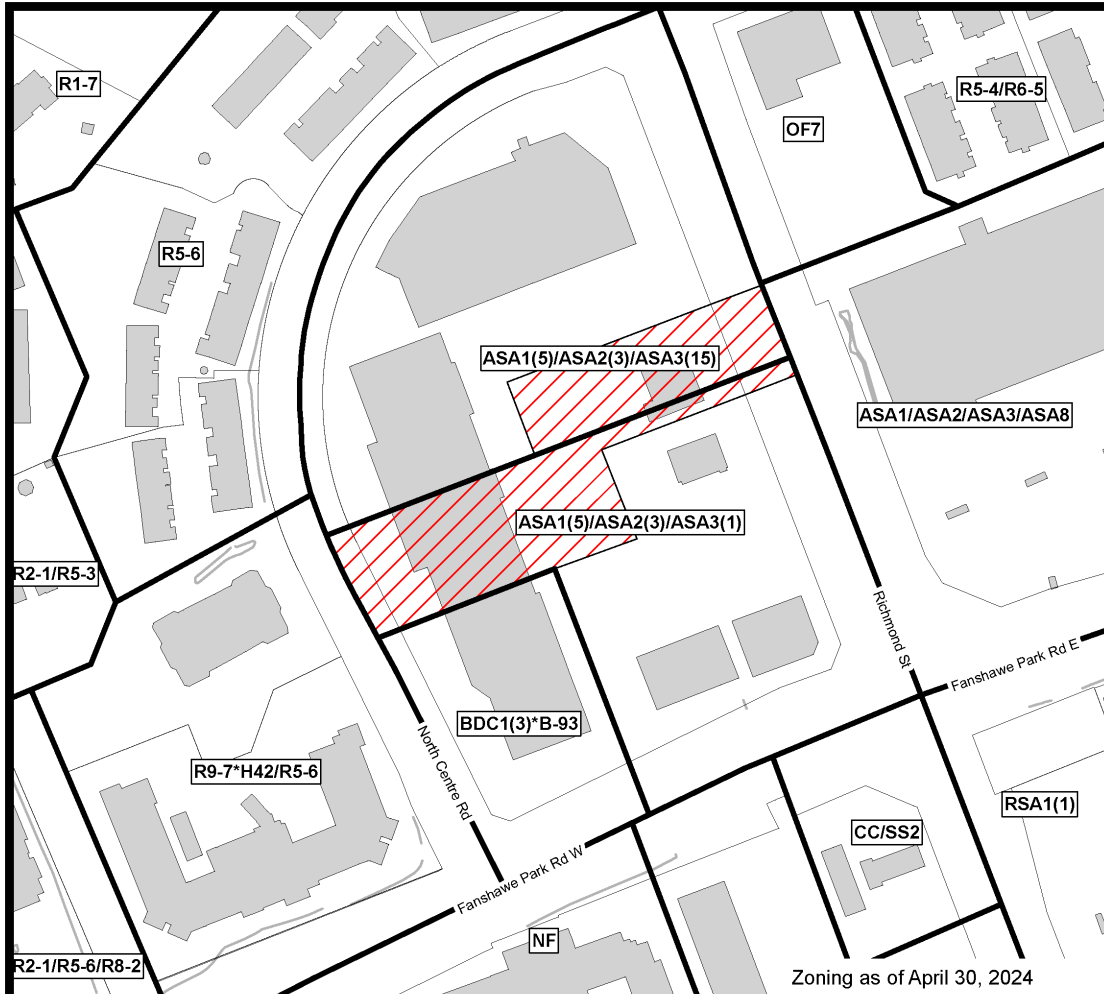 R1-7
R5-4/R6-5
OF7
R5-6
ASA1(5)/ASA2(3)/ASA3(15)
ASA1/ASA2/ASA3/ASA8
ASA1(5)/ASA2(3)/ASA3(1)
R2-1/R5-3
Richmond St
Fanshawe Park Rd E
BDC1(3)*B-93
North Centre Rd
R9-7*H42/R5-6
RSA1(1)
CC/SS2
Fanshawe Park Rd W
NF
R2-1/R5-6/R8-2
Zoning as of April 30, 2024